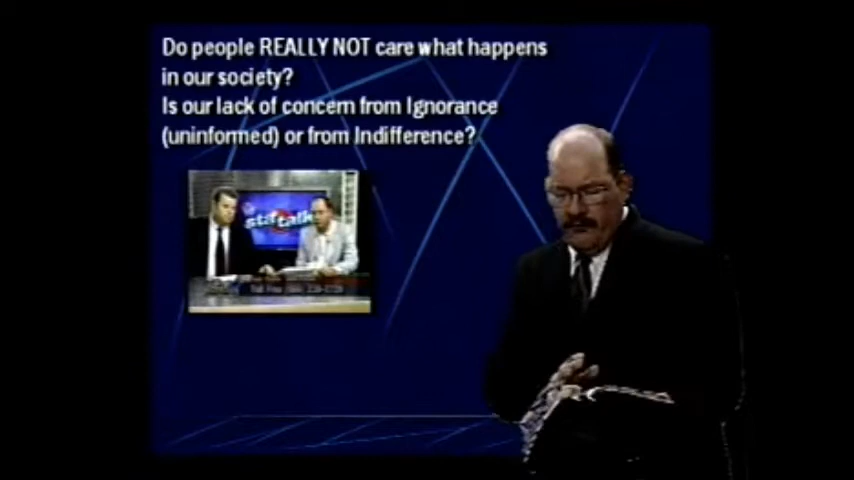 Do people REALLY NOT care what happens
in our society?
Is our lack of concern from Ignorance
(uninformed) or from Indifference?
talk